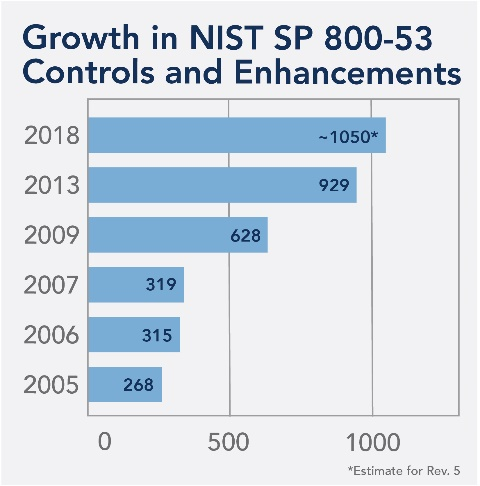 Growth in NIST SP 800-53
Controls and Enhancements
2018 ~1050*
2013 929
2009 628
2007 319
2006 315
2005 268
0 500 1000
*Estimate for Rev. 5